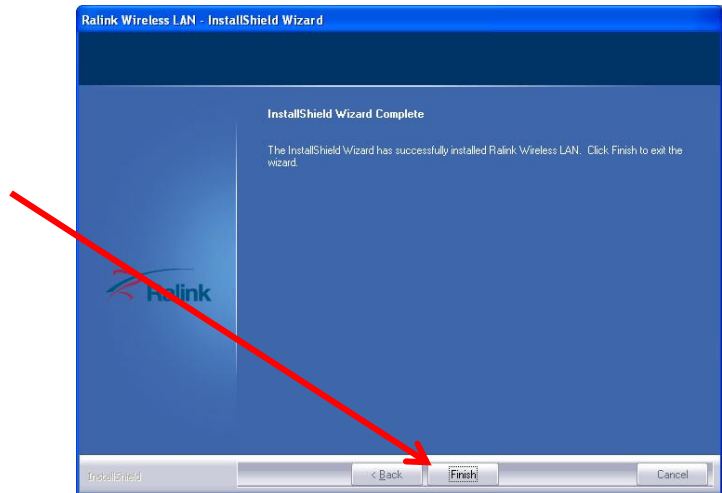 Ralink Wireless LAN - InstallShield Wizard
InstallShield Wizard Complete
The InstallShield Wizard has successfully installed Ralink Wireless LAN. Click Finish to exit the
wizard.
Ralink
InstallShield
< Back
Finish
Cancel